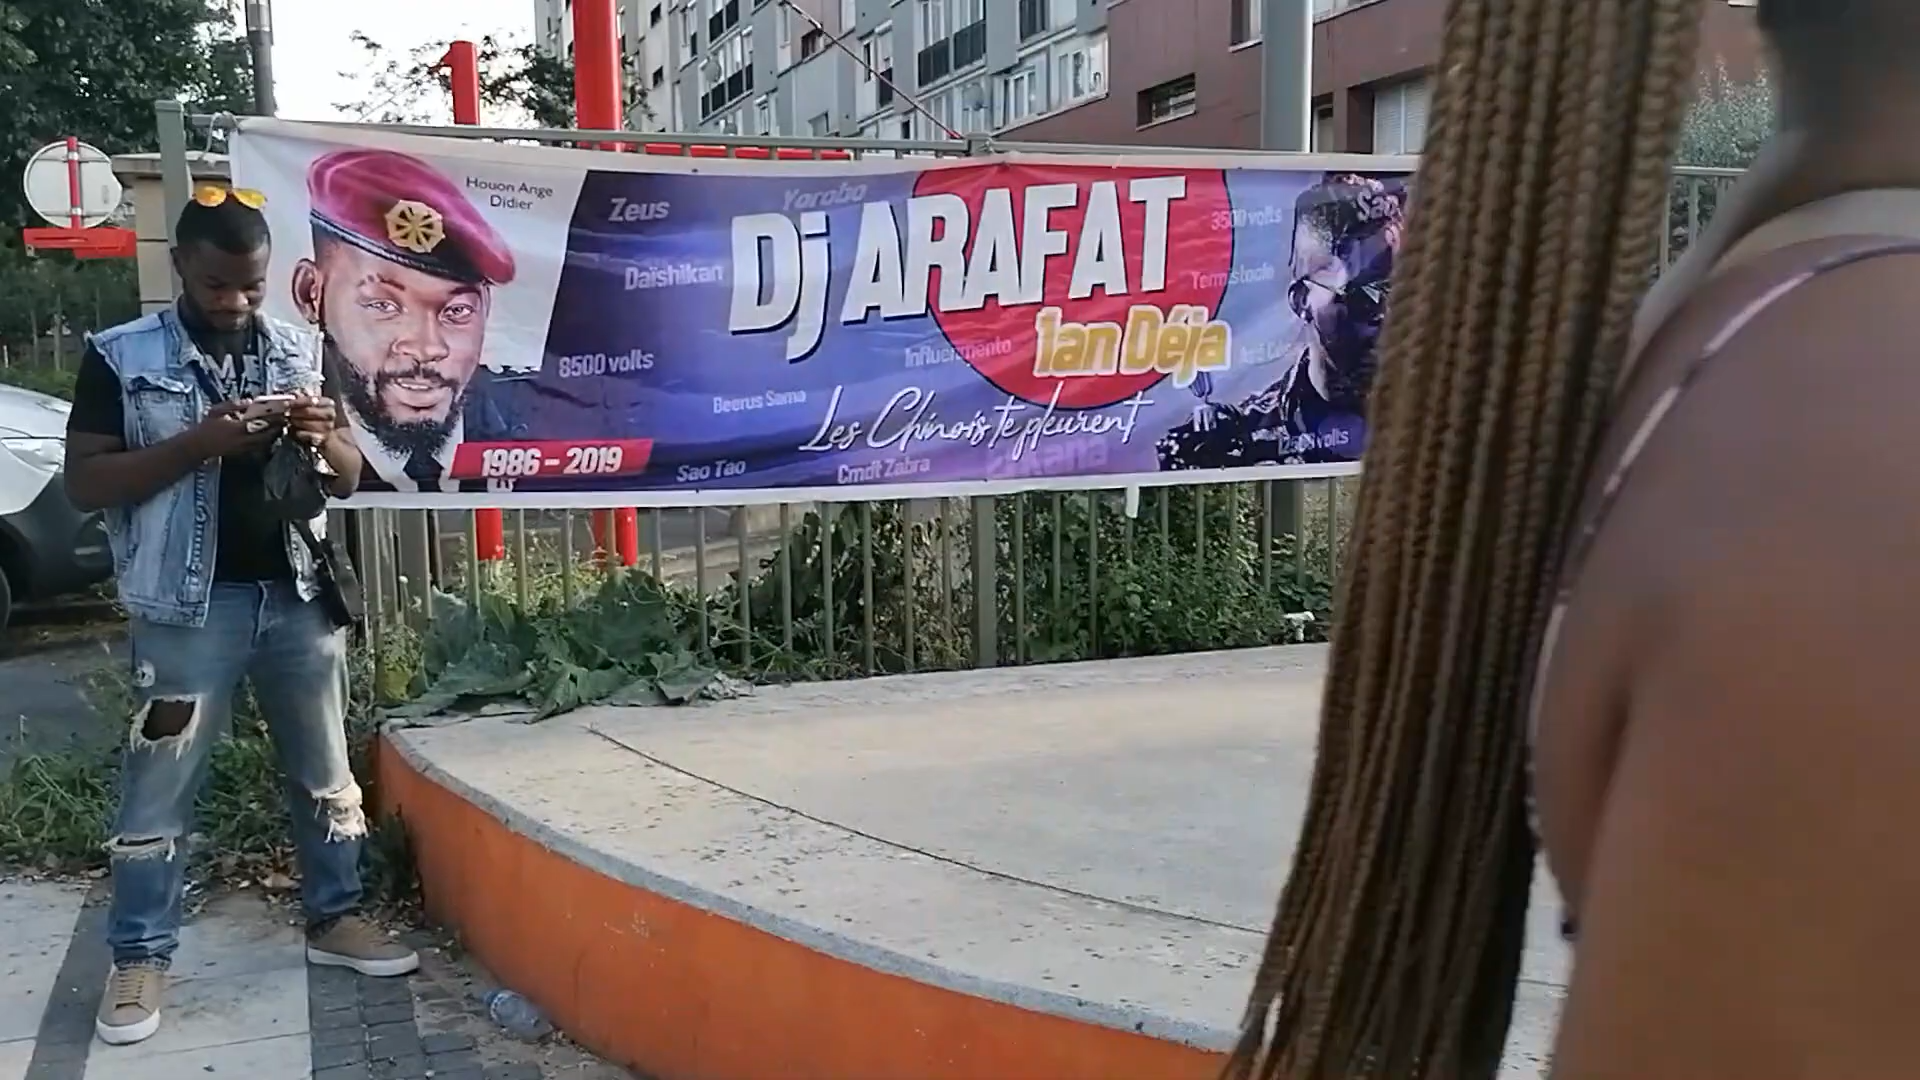 Houon Ange
Didier
Zeus
Yorobo
Daïshikan
Dj ARAFAT
3500 volts
1an Déja
8500 volts
Influenmento
Beerus Sama
Les Chinois te pleurent
1986 - 2019
Sao Tao
Cmdt Zabra
12500 volts